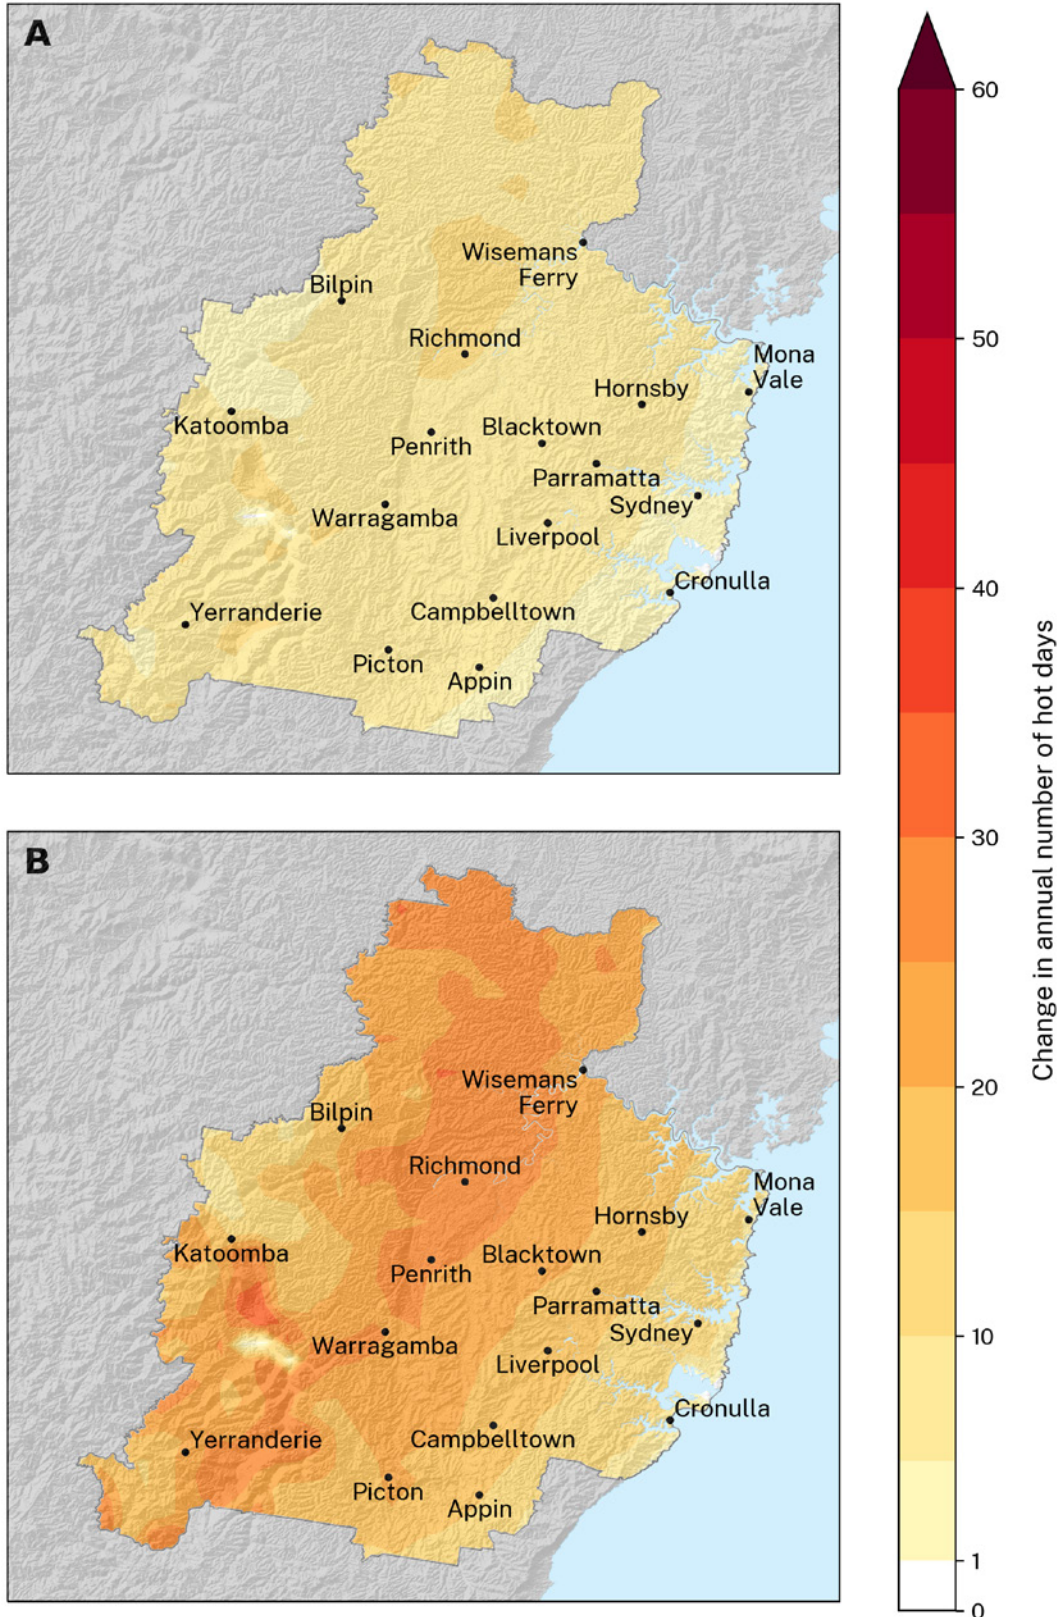 A
Wisemans
Ferry
Bilpin
Richmond
Mona
Vale
Hornsby
Katoomba
Blacktown
Penrith
Parramatta
Sydney
Warragamba
Liverpool
Cronulla
Yerranderie
Campbelltown
Picton
Appin
B
Wisemans
Ferry
Bilpin
Richmond
Mona
Vale
Hornsby
Katoomba
Blacktown
Penrith
Parramatta
Sydney
Warragamba
Liverpool
Cronulla
Yerranderie
Campbelltown
Picton
Appin
60
50
40
30
20
10
1
0
Change in annual number of hot days